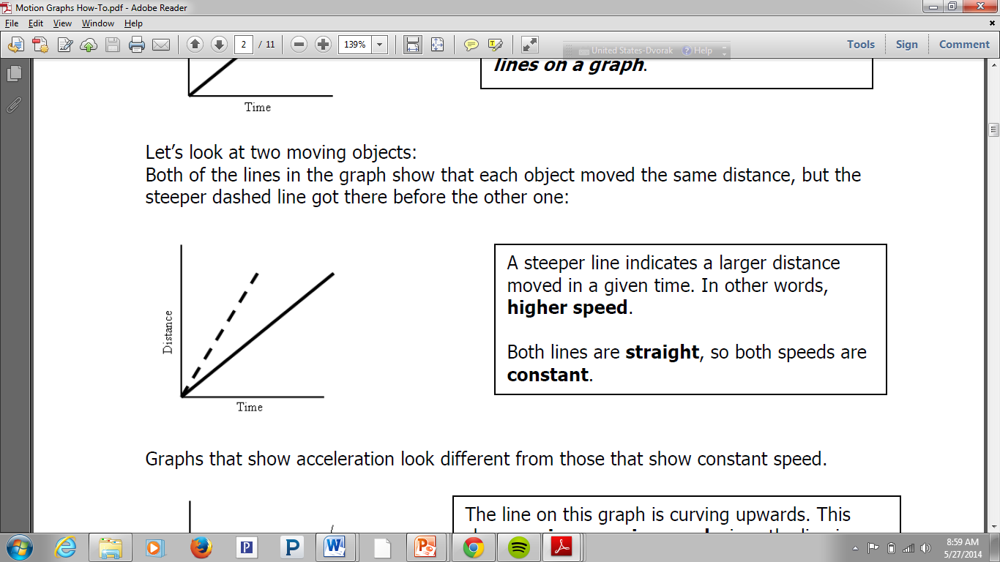 Motion Graphs How-To.pdf - Adobe Reader
File Edit View Window Help
2 / 11 139% Tools Sign Comment
United States-Dvorak Help
lines on a graph.
Time
Let's look at two moving objects:
Both of the lines in the graph show that each object moved the same distance, but the
steeper dashed line got there before the other one:
Distance
Time
A steeper line indicates a larger distance
moved in a given time. In other words,
higher speed.
Both lines are straight, so both speeds are
constant.
Graphs that show acceleration look different from those that show constant speed.
The line on this graph is curving upwards. This
8:59 AM
5/27/2014